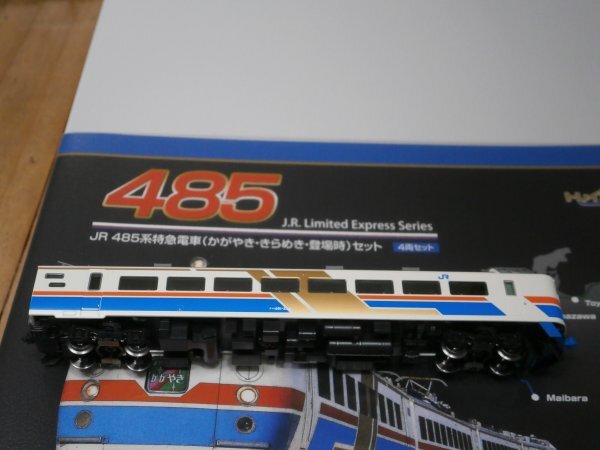 485
J.R. Limited Express Series
JR 485系特急電車(かがやき・きらめき・登場時)セット 4両セット
JR
Toy
nazawa
Maibara
かがやき